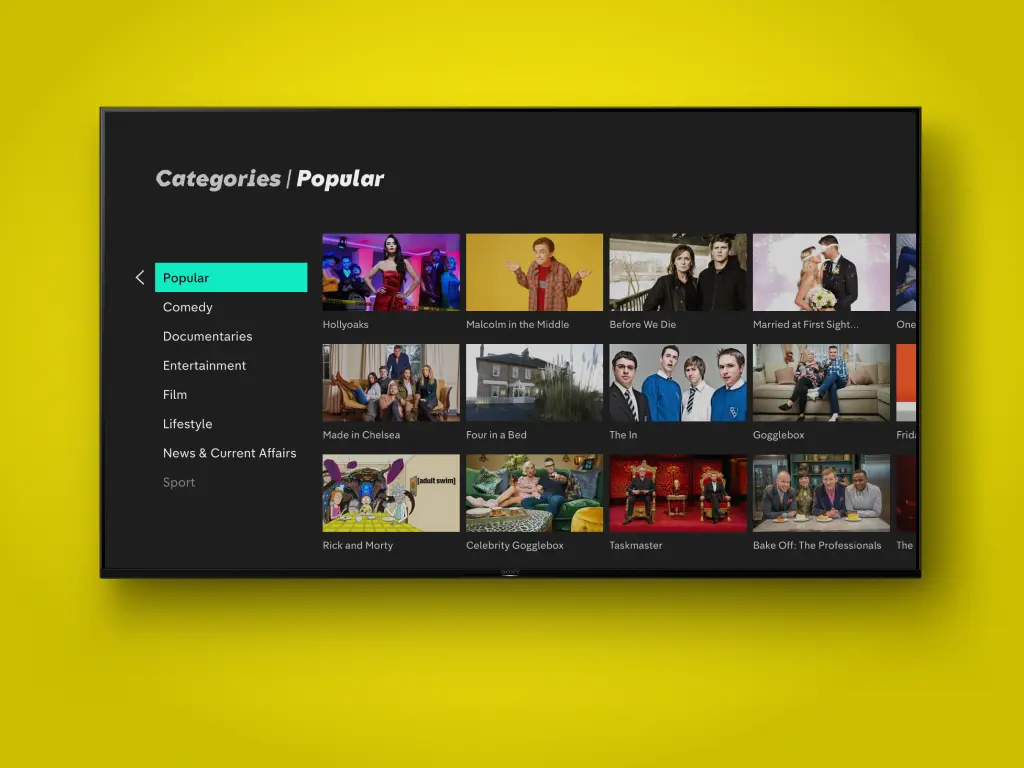 Categories | Popular
Popular
Comedy
Documentaries
Entertainment
Film
Lifestyle
News & Current Affairs
Sport
Hollyoaks
Malcolm in the Middle
Before We Die
Married at First Sight...
One
Made in Chelsea
Four in a Bed
The In
Gogglebox
Frida
[adult swim]
Rick and Morty
Celebrity Gogglebox
Taskmaster
Bake Off: The Professionals
The
SONY